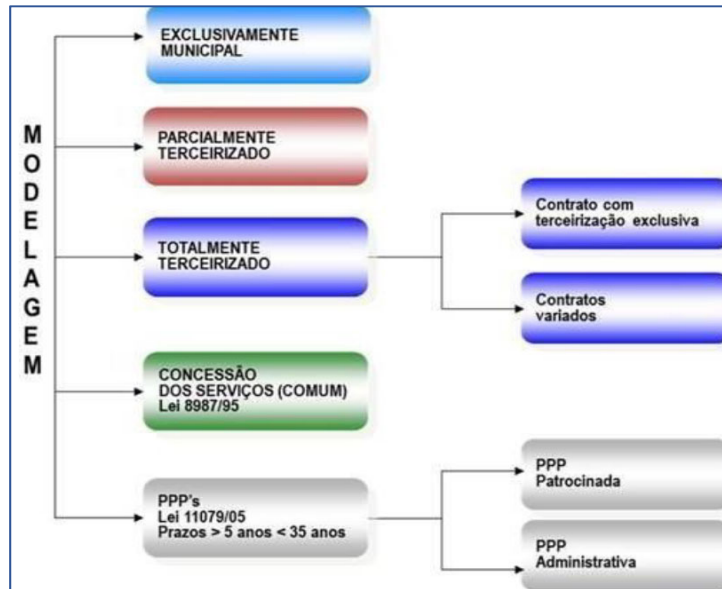 MODELAGEM
EXCLUSIVAMENTE
MUNICIPAL
PARCIALMENTE
TERCEIRIZADO
TOTALMENTE
TERCEIRIZADO
Contrato com
terceirização exclusiva
Contratos
variados
CONCESSÃO
DOS SERVIÇOS (COMUM)
Lei 8987/95
PPP's
Lei 11079/05
Prazos > 5 anos < 35 anos
PPP
Patrocinada
PPP
Administrativa